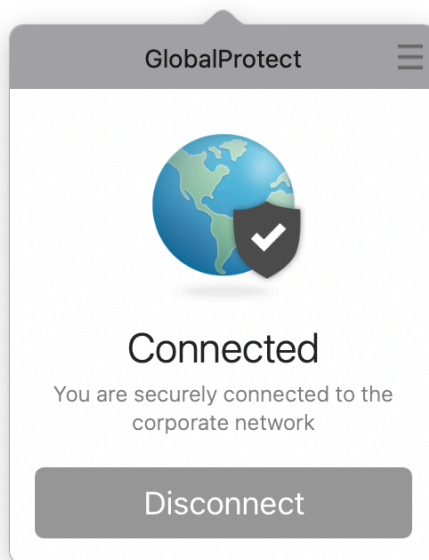 GlobalProtect
Connected
You are securely connected to the
corporate network
Disconnect